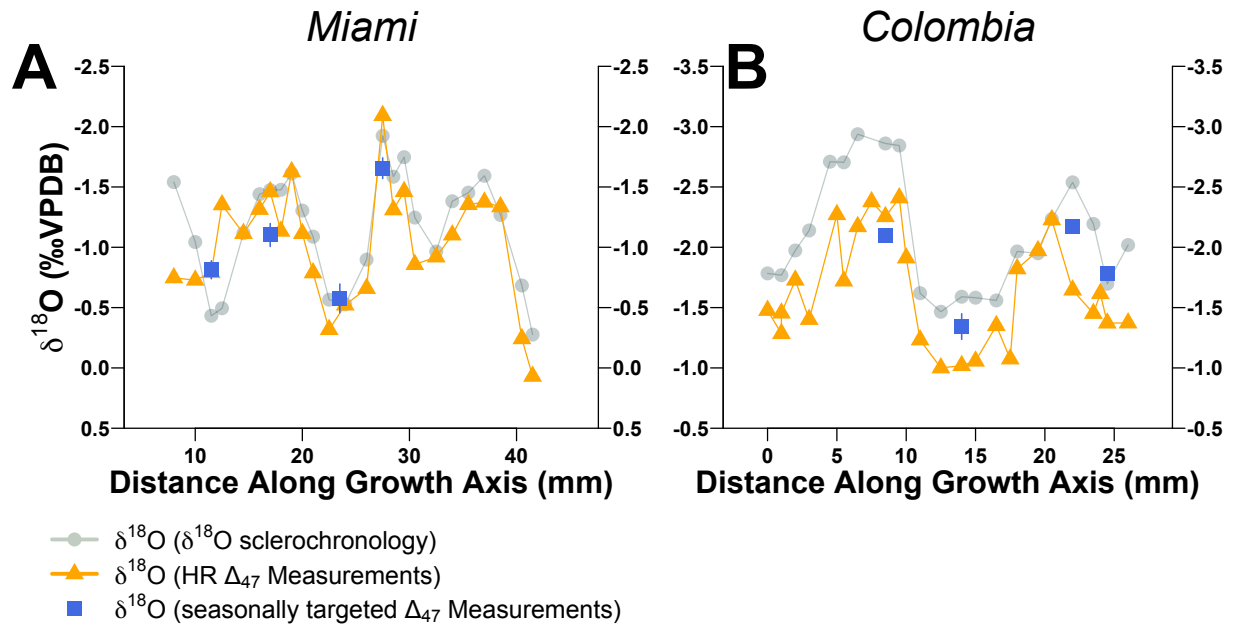 Miami
Colombia
A
B
-2.5
-2.0
-1.5
-1.0
-0.5
0.0
0.5
-2.5
-2.0
-1.5
-1.0
-0.5
0.0
0.5
-3.5
-3.0
-2.5
-2.0
-1.5
-1.0
-0.5
-3.5
-3.0
-2.5
-2.0
-1.5
-1.0
-0.5
δ¹⁸O (‰VPDB)
10 20 30 40
0 5 10 15 20 25
Distance Along Growth Axis (mm)
Distance Along Growth Axis (mm)
δ¹⁸O (δ¹⁸O sclerochronology)
δ¹⁸O (HR Δ₄₇ Measurements)
δ¹⁸O (seasonally targeted Δ₄₇ Measurements)